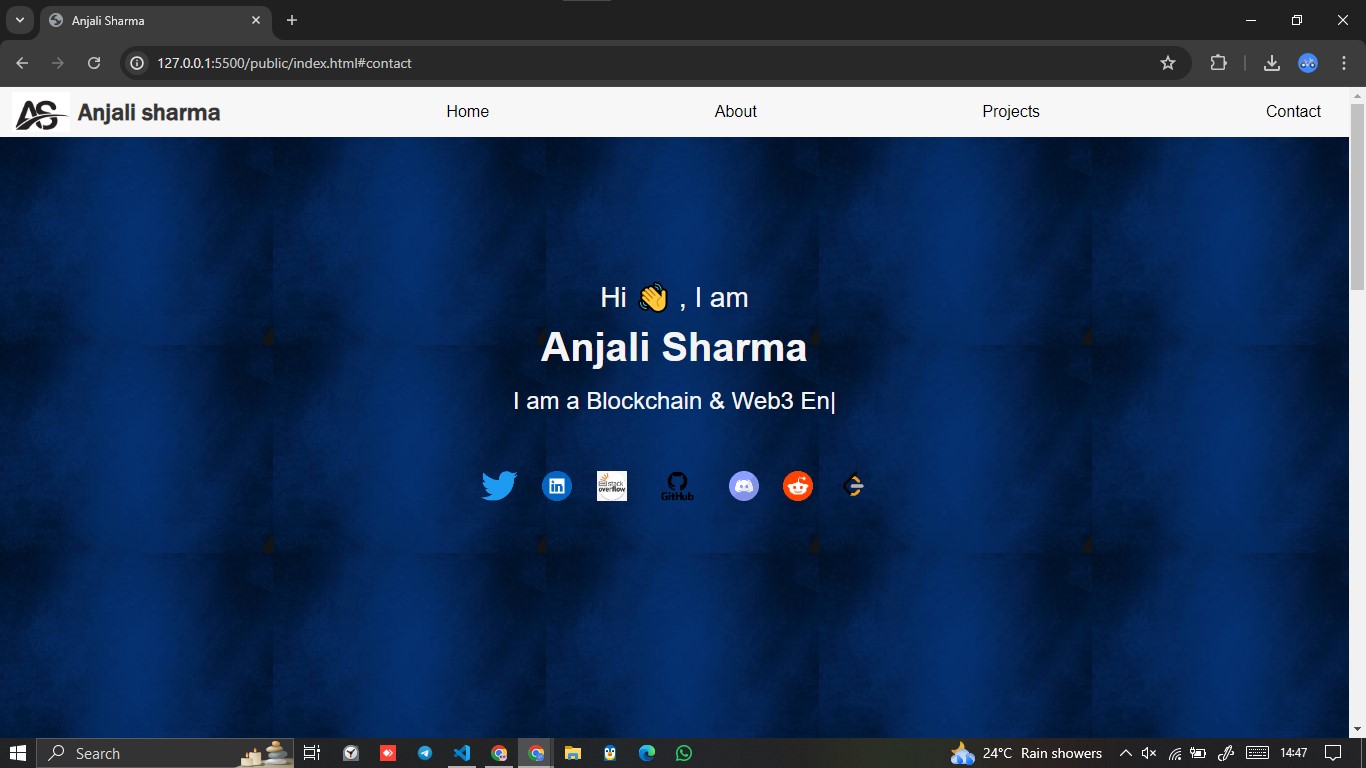 Anjali Sharma
127.0.0.1:5500/public/index.html#contact
AS Anjali sharma Home About Projects Contact
Hi 👋 , I am
Anjali Sharma
I am a Blockchain & Web3 En|
in stack overflow GitHub
Search 24°C Rain showers 14:47